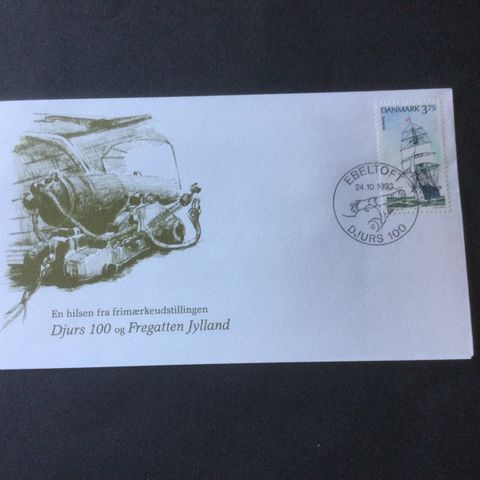 DANMARK 3.75
EBELTOFT
24.10.1993
DJURS 100
En hilsen fra frimærkeudstillingen
Djurs 100 og Fregatten Jylland